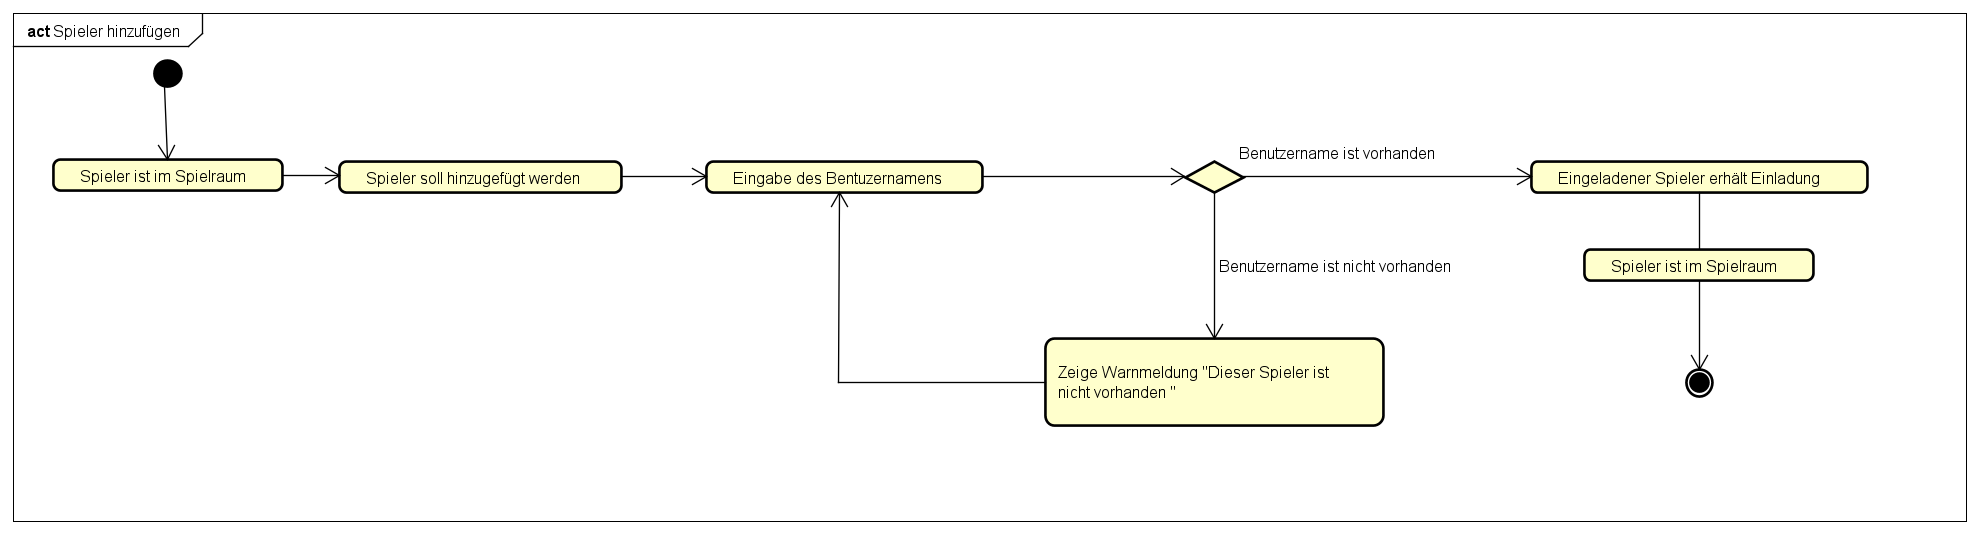 act Spieler hinzufügen
Spieler ist im Spielraum
Spieler soll hinzugefügt werden
Eingabe des Bentuzernamens
Benutzername ist vorhanden
Eingeladener Spieler erhält Einladung
Benutzername ist nicht vorhanden
Spieler ist im Spielraum
Zeige Warnmeldung "Dieser Spieler ist
nicht vorhanden "